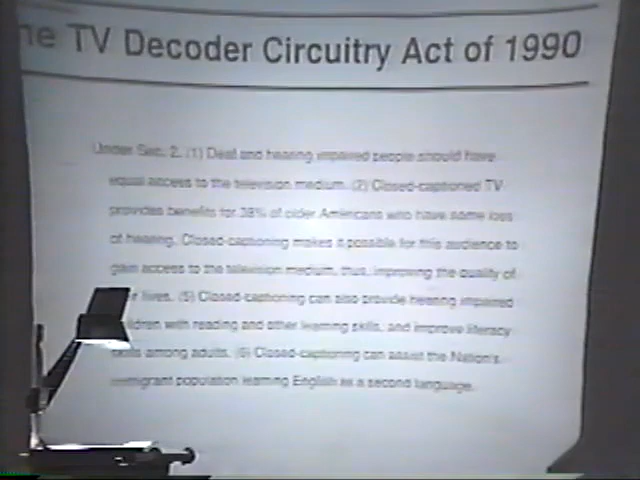 he TV Decoder Circuitry Act of 1990
Under Sec. 2. (1) Deaf and hearing impaired people should have
equal access to the television medium. (2) Closed-captioned TV
provides benefits for 38% of older Americans who have some loss
of hearing. Closed-captioning makes it possible for this audience to
gain access to the television medium, thus, improving the quality of
r lives. (5) Closed-captioning can also provide hearing impaired
ildren with reading and other learning skills, and improve literacy
skills among adults. (6) Closed-captioning can assist the Nation's
immigrant population learning English as a second language.